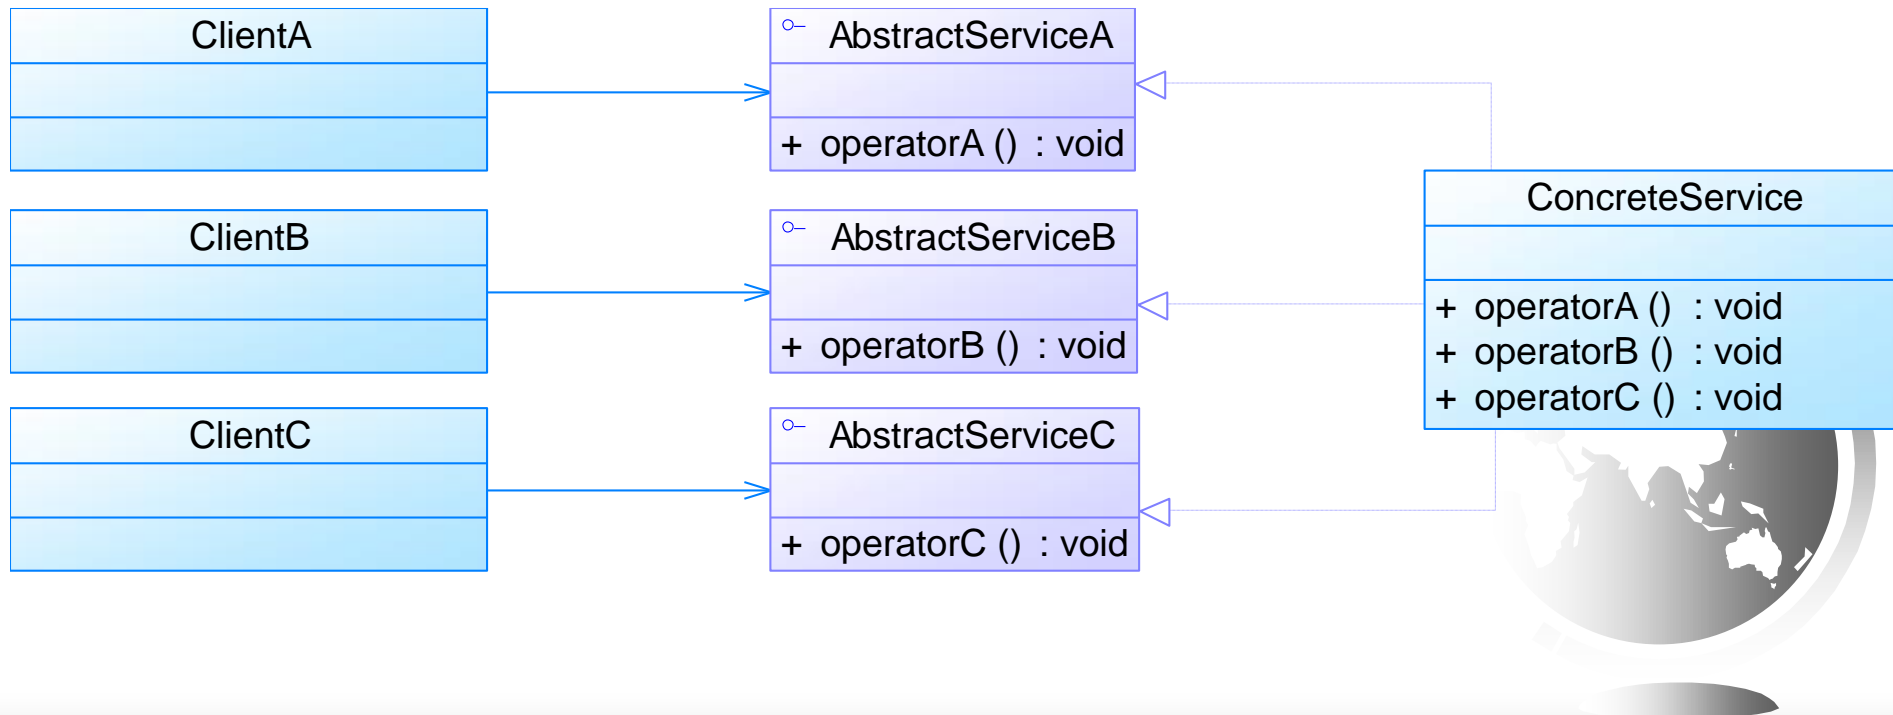 ClientA
AbstractServiceA
+ operatorA () : void
ClientB
AbstractServiceB
+ operatorB () : void
ClientC
AbstractServiceC
+ operatorC () : void
ConcreteService
+ operatorA () : void
+ operatorB () : void
+ operatorC () : void